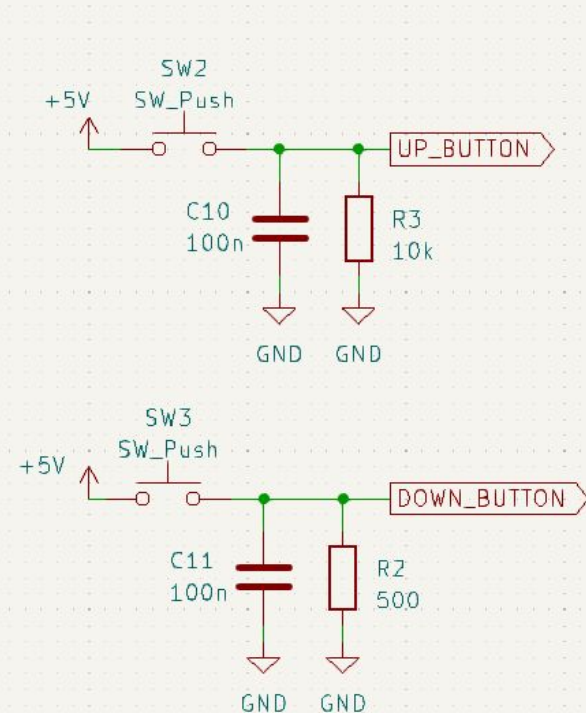 SW2
+5V SW_Push
UP_BUTTON
C10
100n
R3
10k
GND GND
SW3
+5V SW_Push
DOWN_BUTTON
C11
100n
R2
500
GND GND